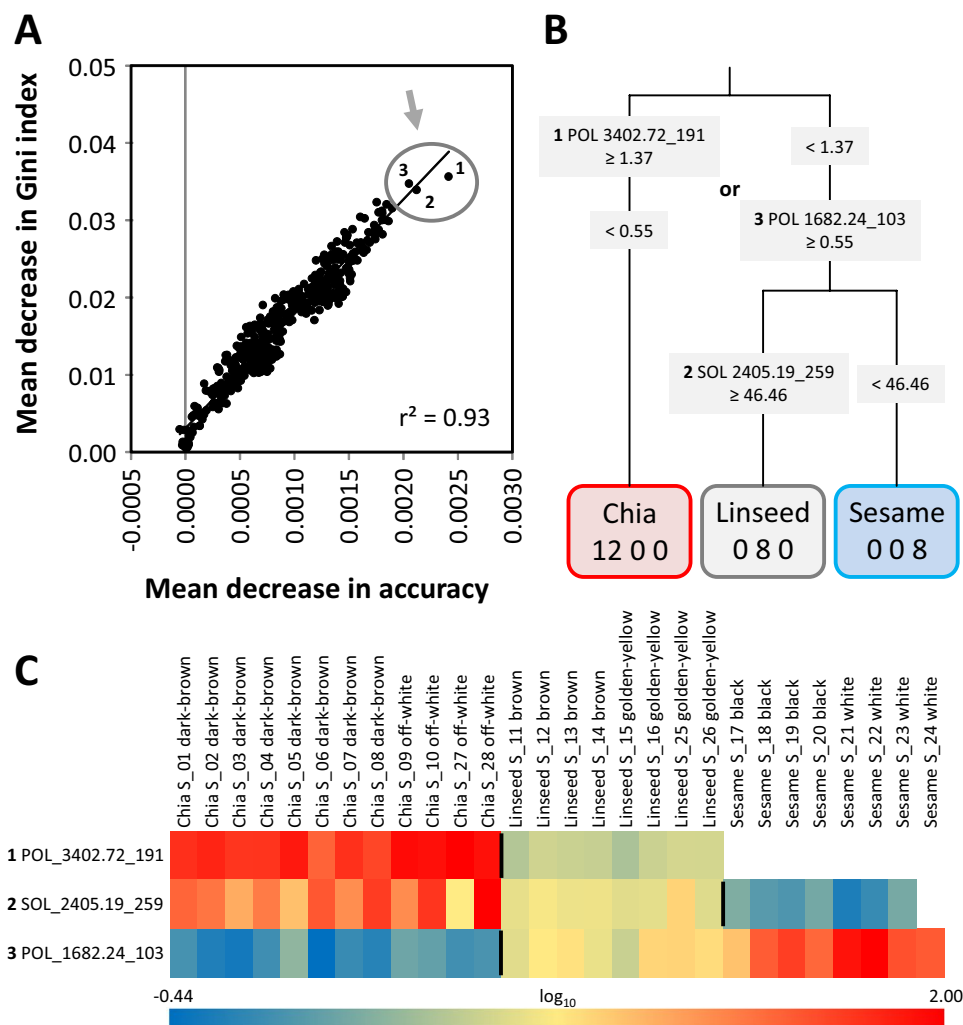 A
Mean decrease in Gini index
0.05
0.04
0.03
0.02
0.01
0.00
3
1
2
r² = 0.93
-0.0005
0.0000
0.0005
0.0010
0.0015
0.0020
0.0025
0.0030
Mean decrease in accuracy
B
1 POL 3402.72_191
≥ 1.37
< 1.37
or
< 0.55
3 POL 1682.24_103
≥ 0.55
2 SOL 2405.19_259
≥ 46.46
< 46.46
Chia
12 0 0
Linseed
0 8 0
Sesame
0 0 8
C
Chia S_01 dark-brown
Chia S_02 dark-brown
Chia S_03 dark-brown
Chia S_04 dark-brown
Chia S_05 dark-brown
Chia S_06 dark-brown
Chia S_07 dark-brown
Chia S_08 dark-brown
Chia S_09 off-white
Chia S_10 off-white
Chia S_27 off-white
Chia S_28 off-white
Linseed S_11 brown
Linseed S_12 brown
Linseed S_13 brown
Linseed S_14 brown
Linseed S_15 golden-yellow
Linseed S_16 golden-yellow
Linseed S_25 golden-yellow
Linseed S_26 golden-yellow
Sesame S_17 black
Sesame S_18 black
Sesame S_19 black
Sesame S_20 black
Sesame S_21 white
Sesame S_22 white
Sesame S_23 white
Sesame S_24 white
1 POL_3402.72_191
2 SOL_2405.19_259
3 POL_1682.24_103
-0.44
log₁₀
2.00